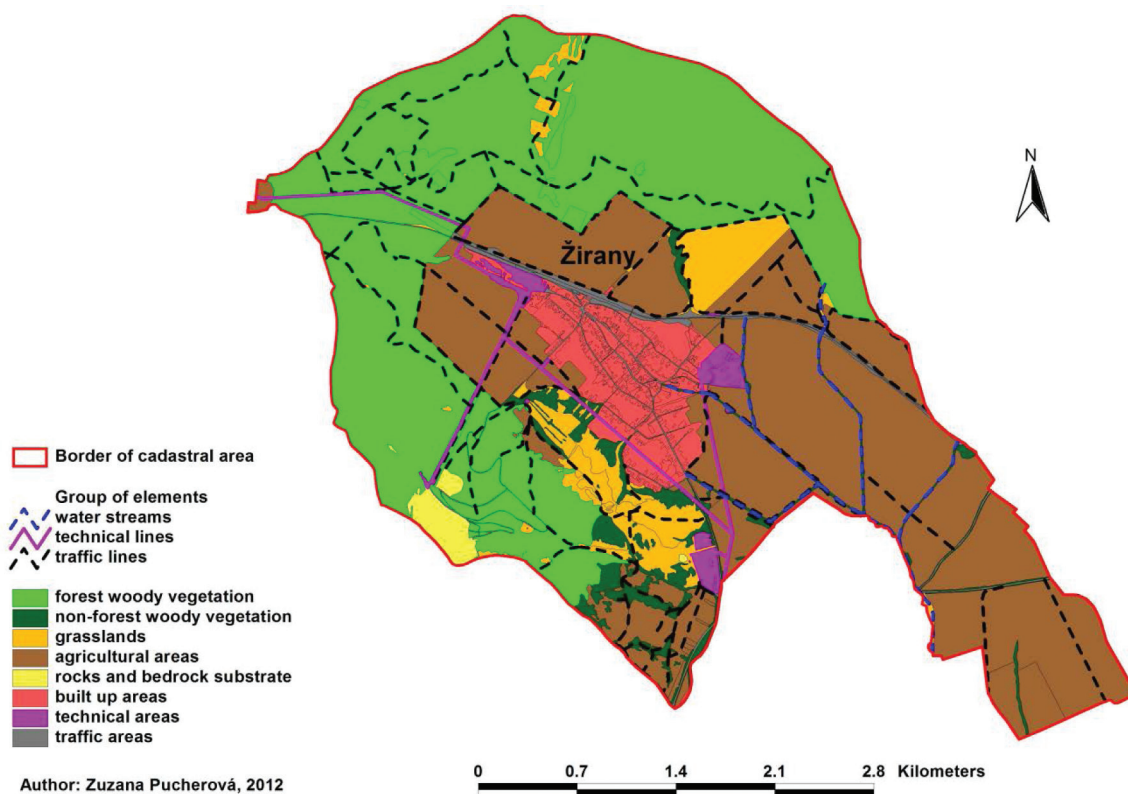 N
Žirany
Border of cadastral area
Group of elements
water streams
technical lines
traffic lines
forest woody vegetation
non-forest woody vegetation
grasslands
agricultural areas
rocks and bedrock substrate
built up areas
technical areas
traffic areas
Author: Zuzana Pucherová, 2012
0 0.7 1.4 2.1 2.8 Kilometers